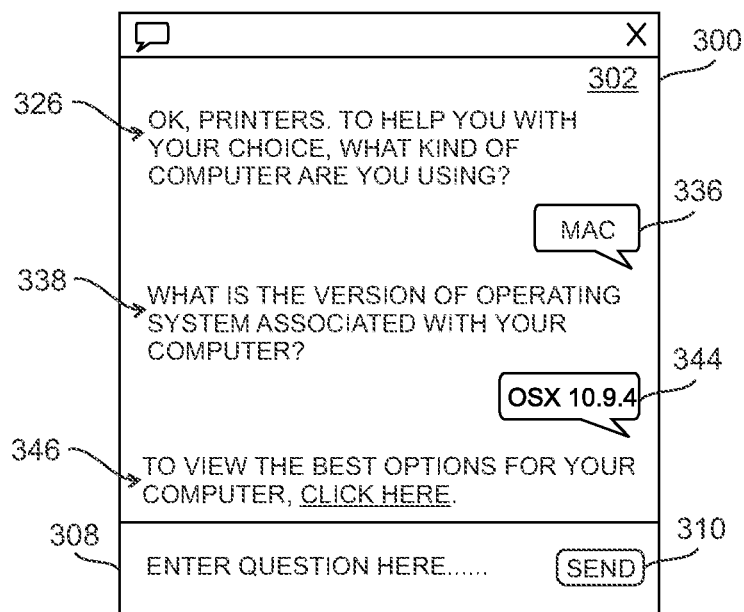 X
300
302
326
OK, PRINTERS. TO HELP YOU WITH
YOUR CHOICE, WHAT KIND OF
COMPUTER ARE YOU USING?
336
MAC
338
WHAT IS THE VERSION OF OPERATING
SYSTEM ASSOCIATED WITH YOUR
COMPUTER?
344
OSX 10.9.4
346
TO VIEW THE BEST OPTIONS FOR YOUR
COMPUTER, CLICK HERE.
308
310
ENTER QUESTION HERE......
SEND